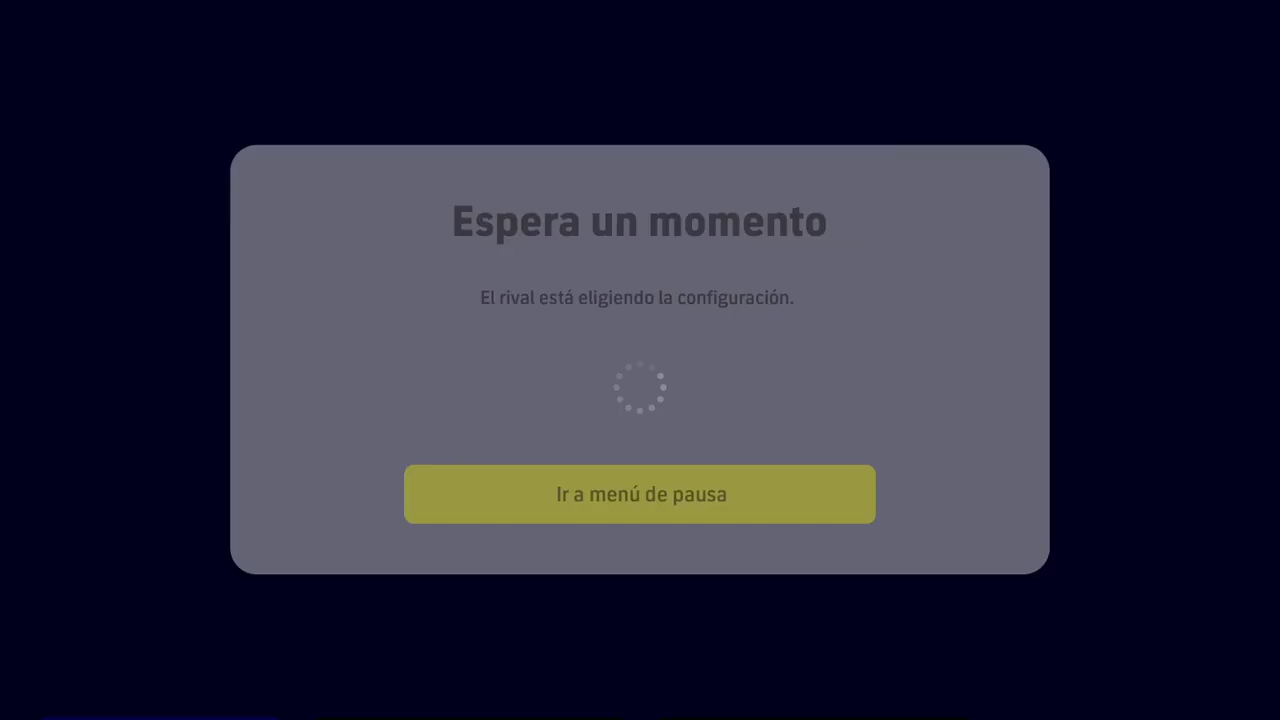 Espera un momento
El rival está eligiendo la configuración.
Ir a menú de pausa